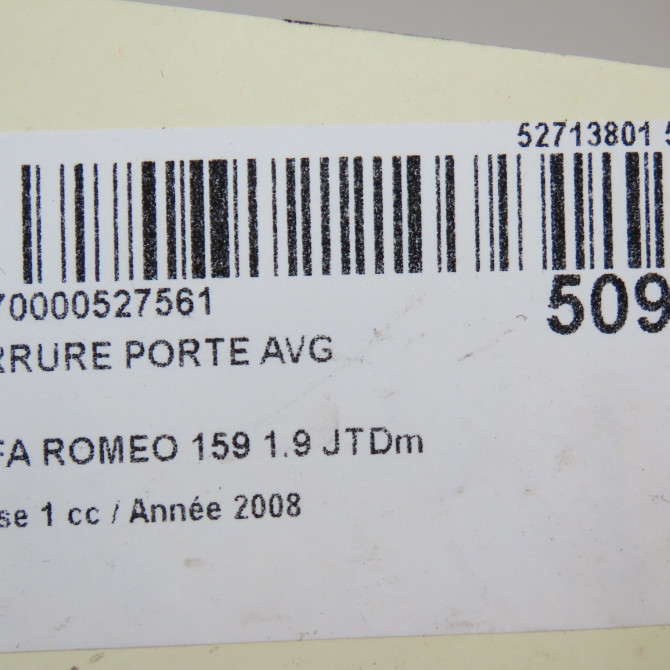 52713801 5
70000527561
509
RRURE PORTE AVG
FA ROMEO 159 1.9 JTDm
se 1 cc / Année 2008